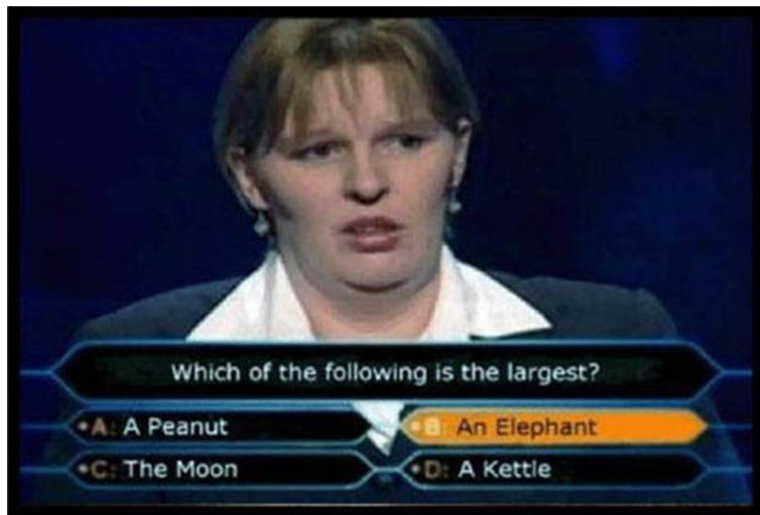 Which of the following is the largest?
A: A Peanut
B: An Elephant
C: The Moon
D: A Kettle